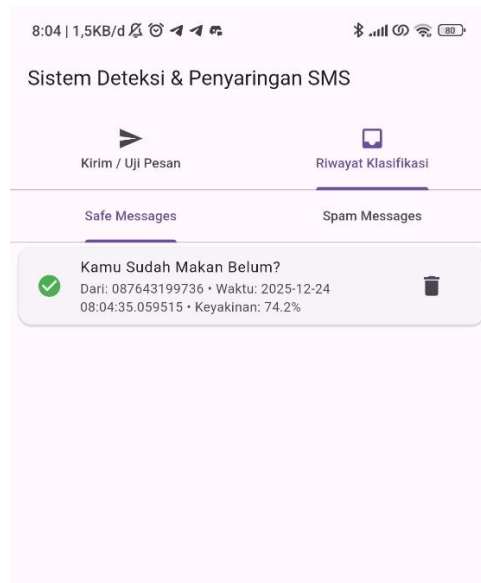 8:04 | 1,5KB/d 80
Sistem Deteksi & Penyaringan SMS
Kirim / Uji Pesan Riwayat Klasifikasi
Safe Messages Spam Messages
Kamu Sudah Makan Belum?
Dari: 087643199736 • Waktu: 2025-12-24
08:04:35.059515 • Keyakinan: 74.2%